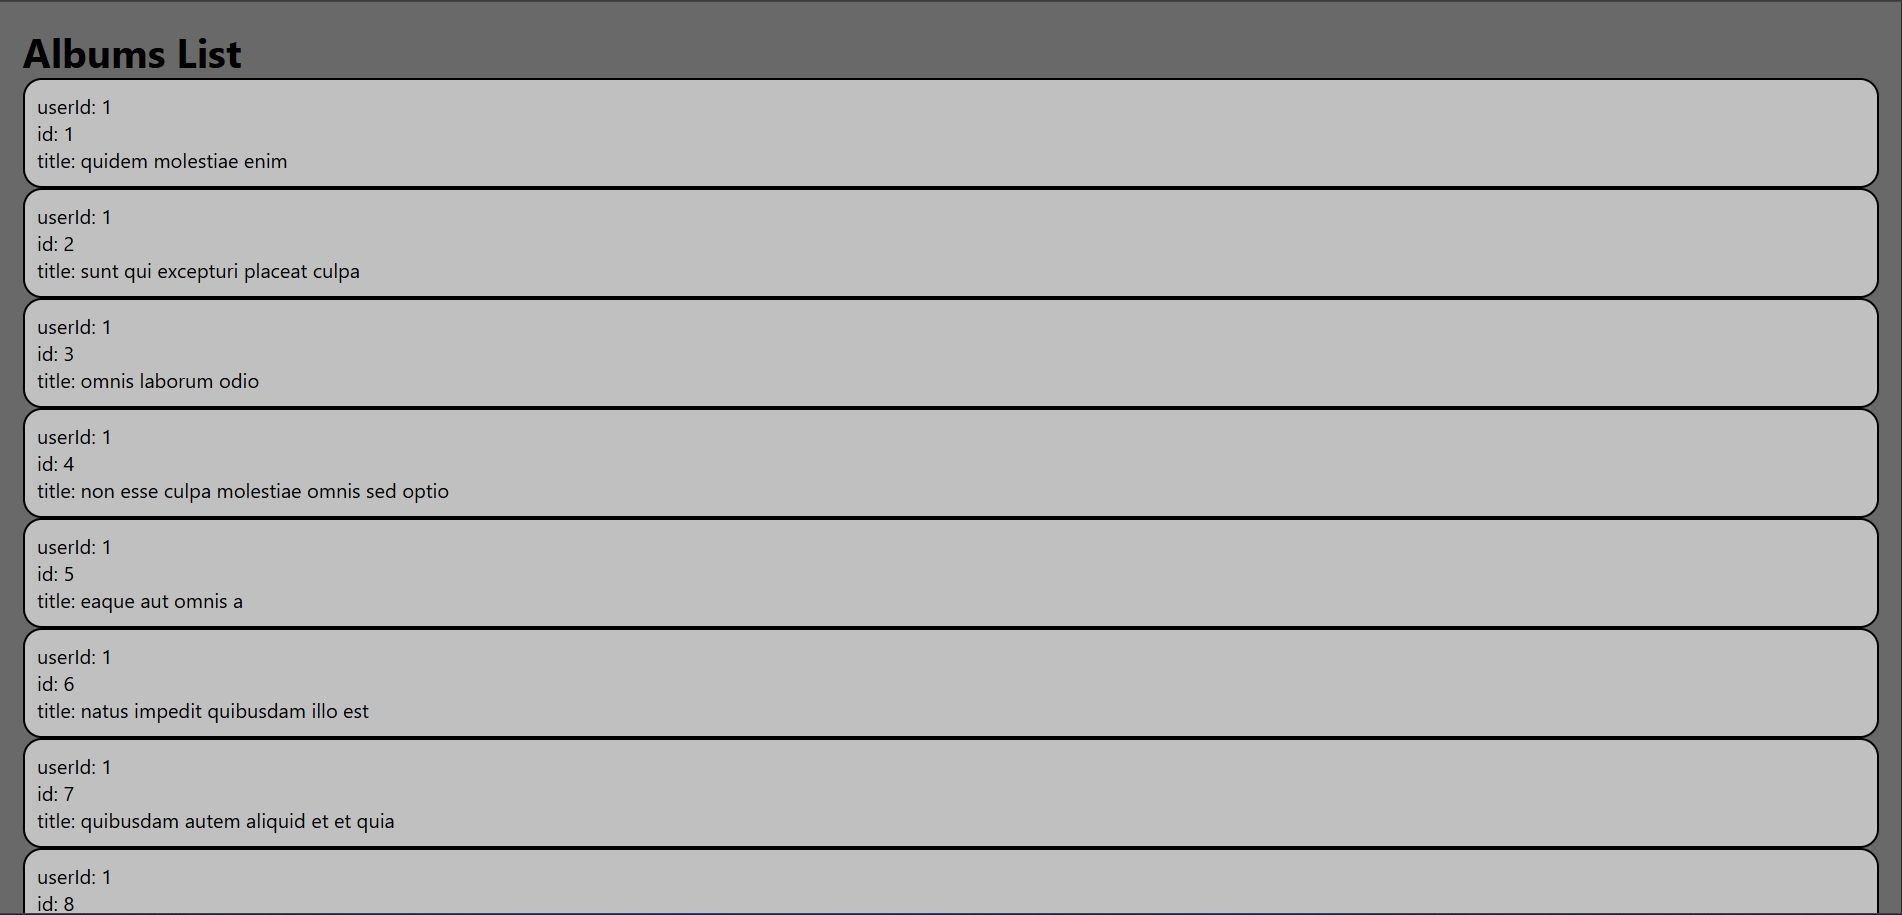 Albums List
userId: 1
id: 1
title: quidem molestiae enim
userId: 1
id: 2
title: sunt qui excepturi placeat culpa
userId: 1
id: 3
title: omnis laborum odio
userId: 1
id: 4
title: non esse culpa molestiae omnis sed optio
userId: 1
id: 5
title: eaque aut omnis a
userId: 1
id: 6
title: natus impedit quibusdam illo est
userId: 1
id: 7
title: quibusdam autem aliquid et et quia
userId: 1
id: 8